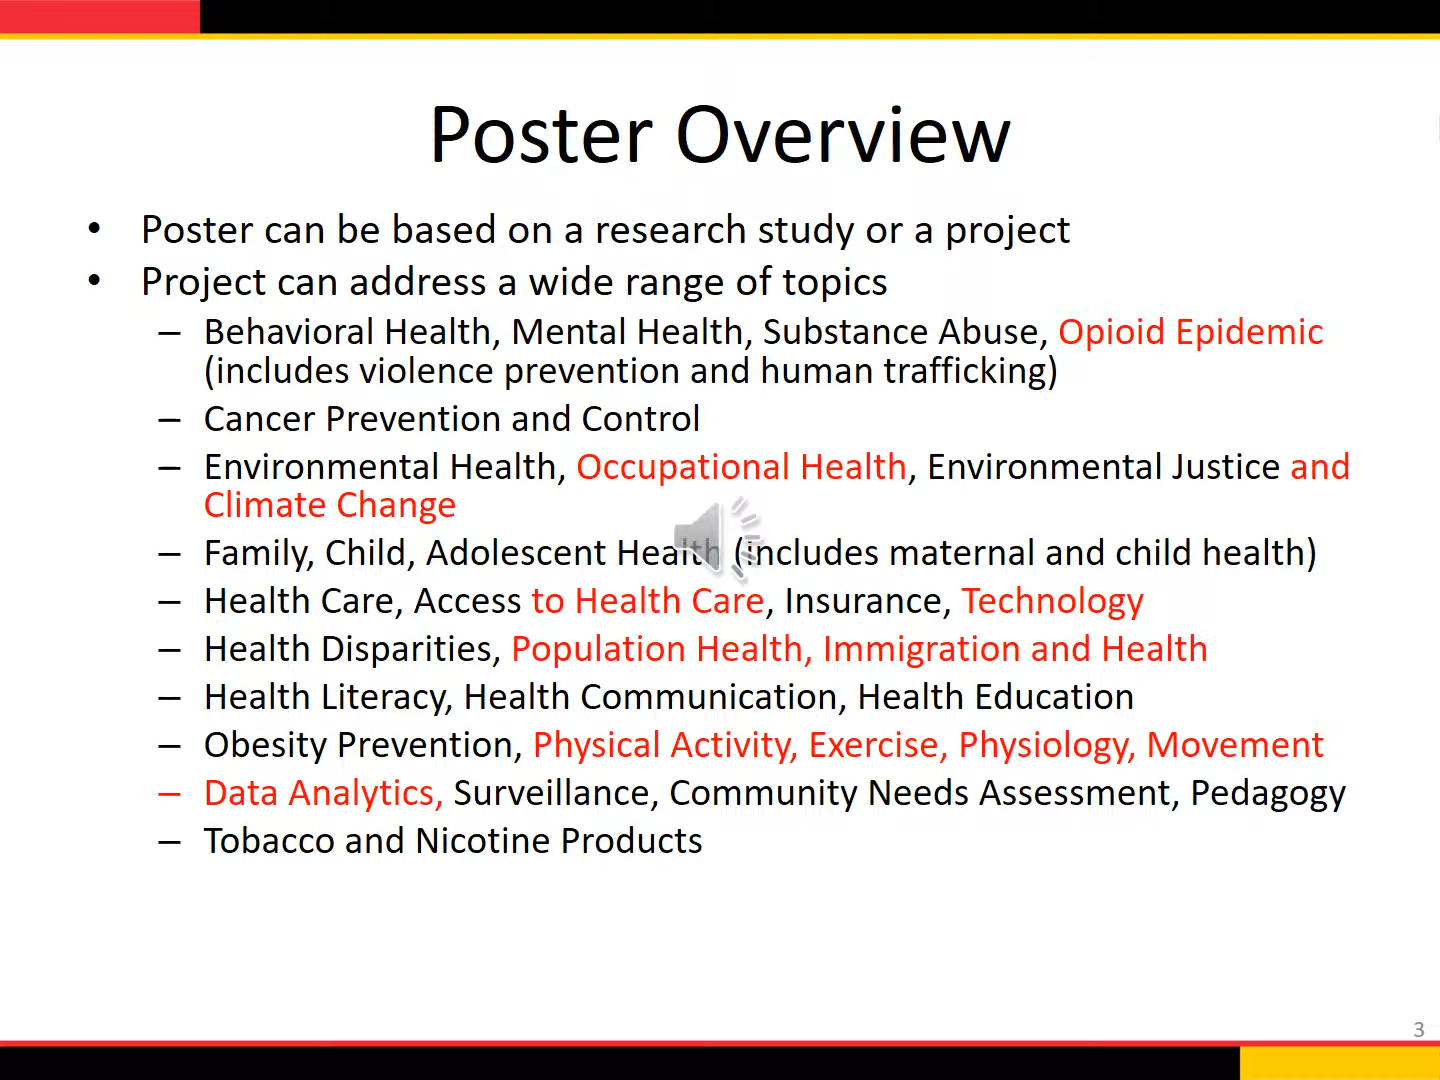 Poster Overview
• Poster can be based on a research study or a project
• Project can address a wide range of topics
– Behavioral Health, Mental Health, Substance Abuse, Opioid Epidemic
(includes violence prevention and human trafficking)
– Cancer Prevention and Control
– Environmental Health, Occupational Health, Environmental Justice and
Climate Change
– Family, Child, Adolescent Health (includes maternal and child health)
– Health Care, Access to Health Care, Insurance, Technology
– Health Disparities, Population Health, Immigration and Health
– Health Literacy, Health Communication, Health Education
– Obesity Prevention, Physical Activity, Exercise, Physiology, Movement
– Data Analytics, Surveillance, Community Needs Assessment, Pedagogy
– Tobacco and Nicotine Products
3